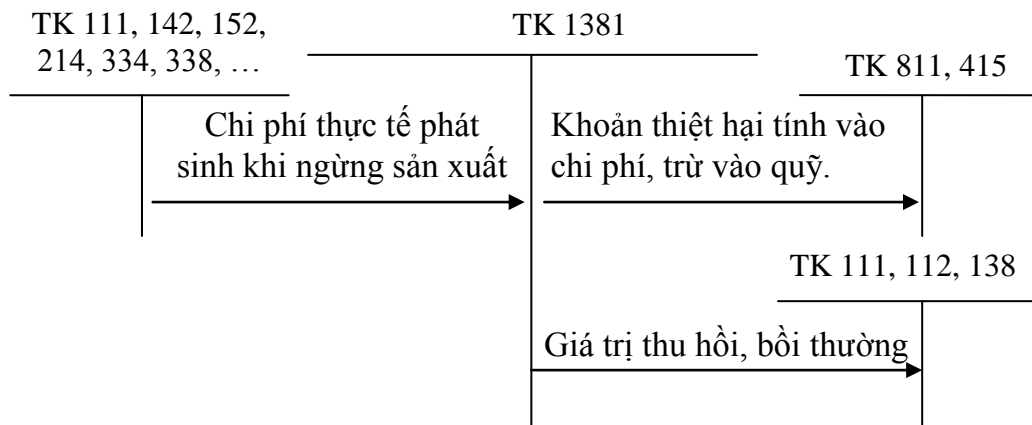 TK 111, 142, 152,
214, 334, 338, …
TK 1381
TK 811, 415
Chi phí thực tế phát
sinh khi ngừng sản xuất
Khoản thiệt hại tính vào
chi phí, trừ vào quỹ.
TK 111, 112, 138
Giá trị thu hồi, bồi thường